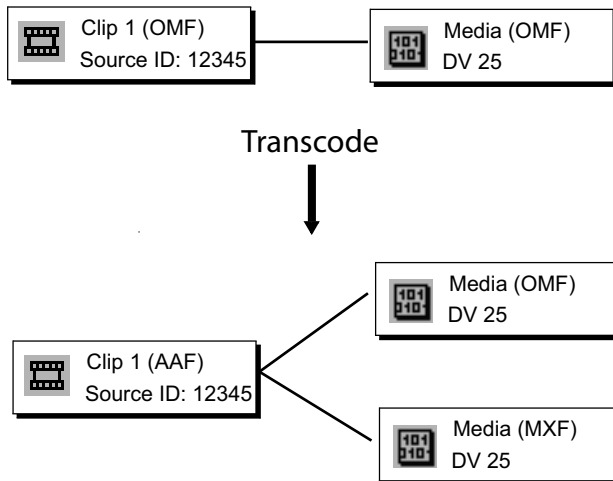 Clip 1 (OMF)
Source ID: 12345
Media (OMF)
DV 25
Transcode
Media (OMF)
DV 25
Clip 1 (AAF)
Source ID: 12345
Media (MXF)
DV 25